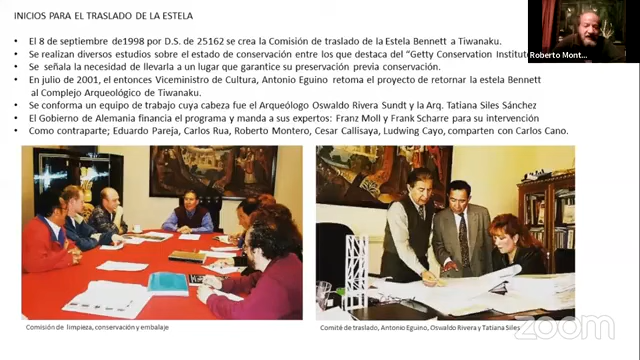 INICIOS PARA EL TRASLADO DE LA ESTELA
• El 8 de septiembre de1998 por D.S. de 25162 se crea la Comisión de traslado de la Estela Bennett a Tiwanaku.
• Se realizan diversos estudios sobre el estado de conservación entre los que destaca del "Getty Conservation Institute
• Se señala la necesidad de llevarla a un lugar que garantice su preservación previa conservación.
• En julio de 2001, el entonces Viceministro de Cultura, Antonio Eguino retoma el proyecto de retornar la estela Bennett
al Complejo Arqueológico de Tiwanaku.
• Se conforma un equipo de trabajo cuya cabeza fue el Arqueólogo Oswaldo Rivera Sundt y la Arq. Tatiana Siles Sánchez
• El Gobierno de Alemania financia el programa y manda a sus expertos: Franz Moll y Frank Scharre para su intervención
• Como contraparte; Eduardo Pareja, Carlos Rua, Roberto Montero, Cesar Callisaya, Ludwing Cayo, comparten con Carlos Cano.
Roberto Mont...
Comisión de limpieza, conservación y embalaje
Comité de traslado, Antonio Eguino, Oswaldo Rivera y Tatiana Siles
zoom